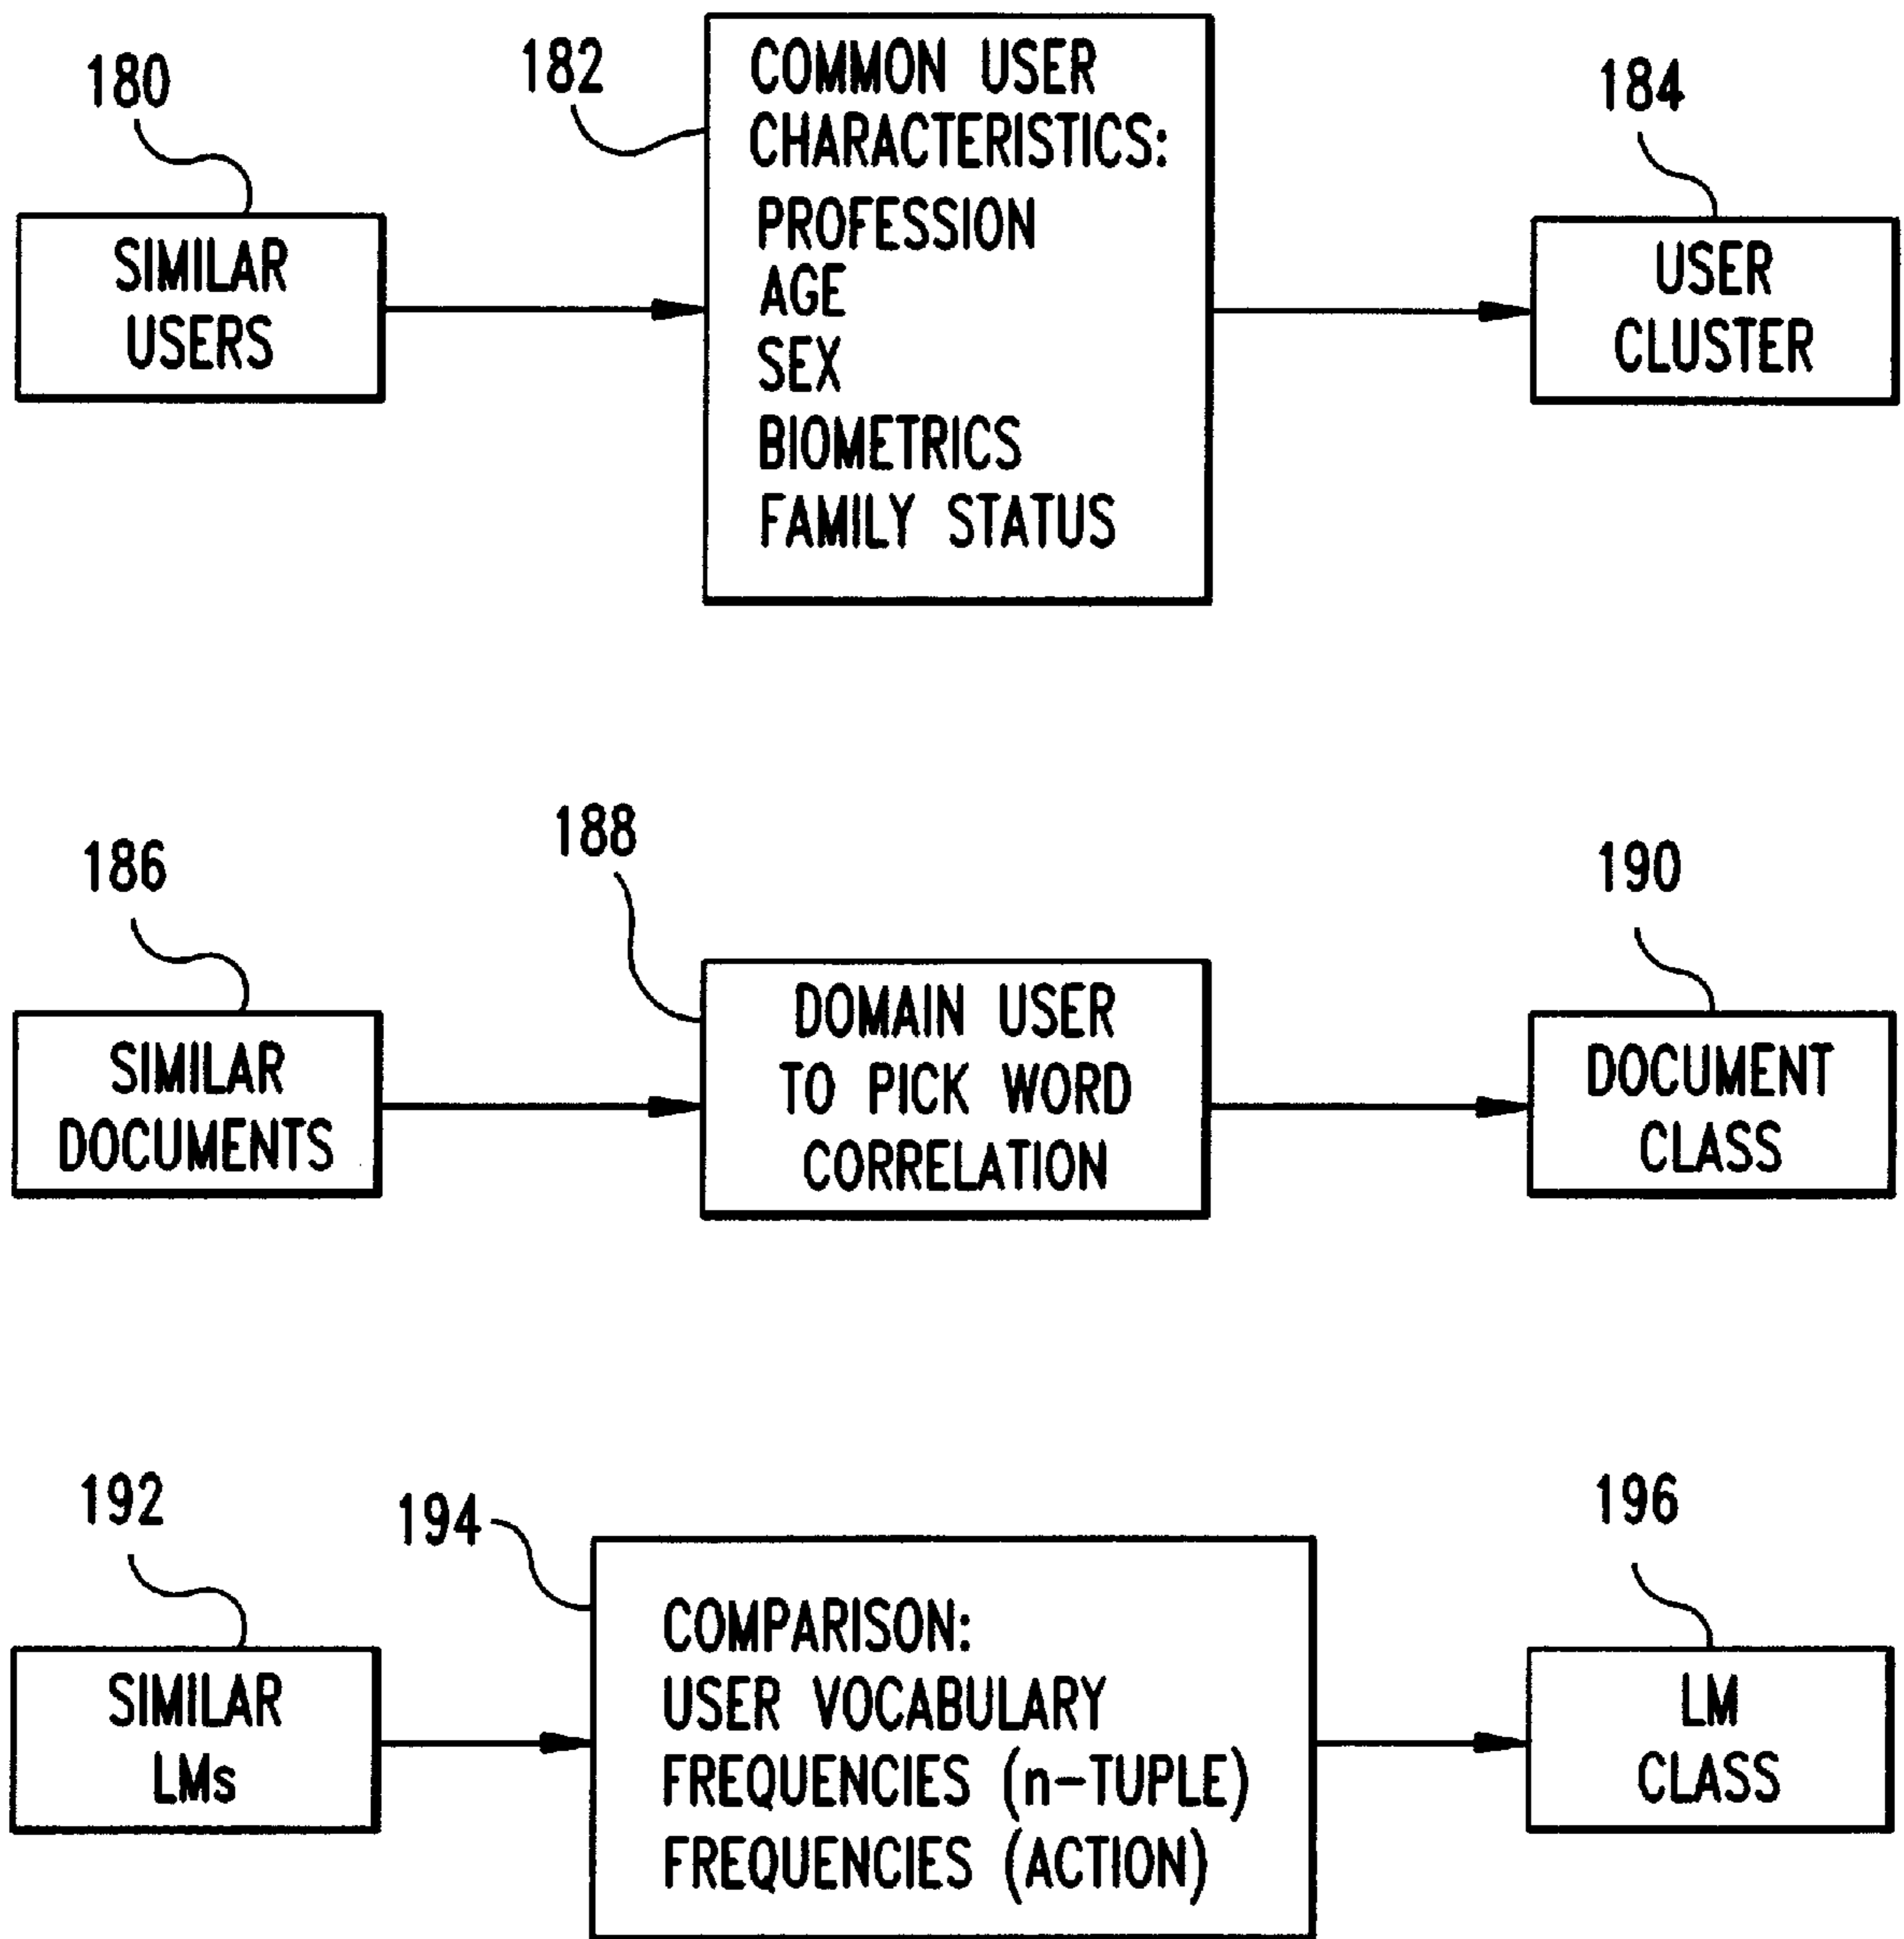 180
182
184
SIMILAR
USERS
COMMON USER
CHARACTERISTICS:
PROFESSION
AGE
SEX
BIOMETRICS
FAMILY STATUS
USER
CLUSTER
186
188
190
SIMILAR
DOCUMENTS
DOMAIN USER
TO PICK WORD
CORRELATION
DOCUMENT
CLASS
192
194
196
SIMILAR
LMs
COMPARISON:
USER VOCABULARY
FREQUENCIES (n-TUPLE)
FREQUENCIES (ACTION)
LM
CLASS